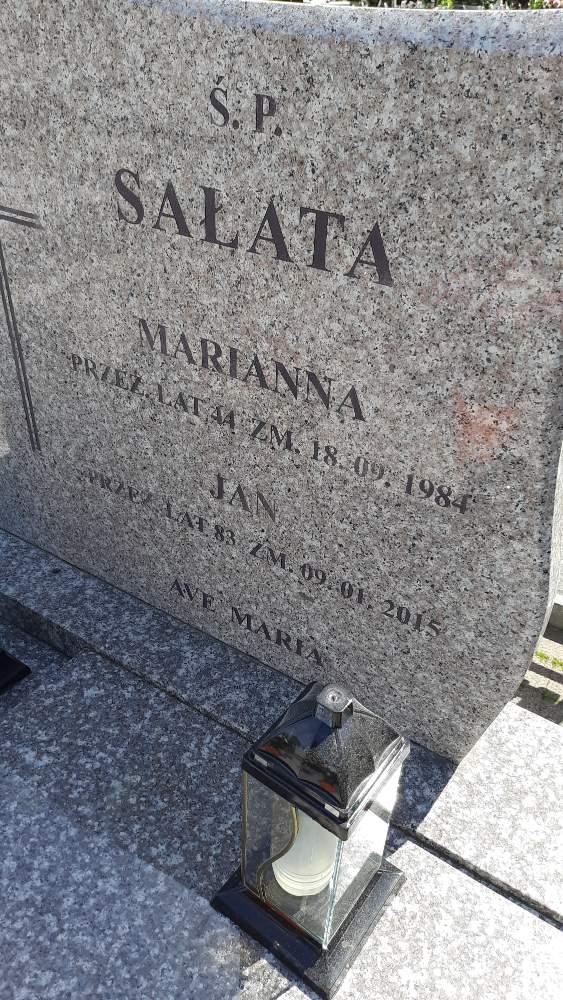 Ś. P.
SAŁATA
MARIANNA
PRZEŻ. LAT 44 ZM. 18. 09. 1984
JAN
PRZEŻ. LAT 83 ZM. 09. 01. 2015
AVE MARIA